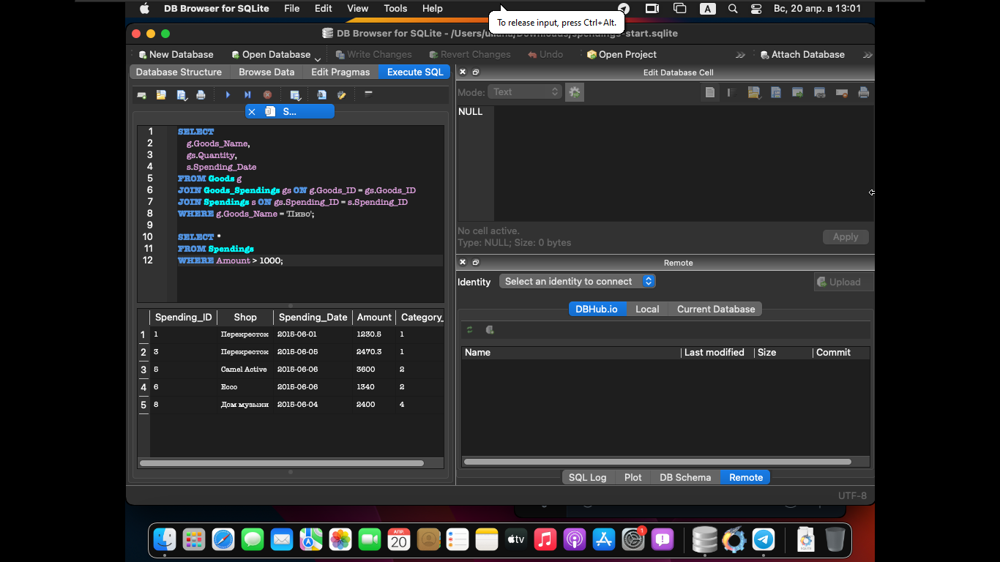 DB Browser for SQLite File Edit View Tools Help A Вс, 20 апр. в 13:01
To release input, press Ctrl+Alt.
DB Browser for SQLite - start.sqlite
New Database Open Database Write Changes Revert Changes Undo Open Project Attach Database
Database Structure Browse Data Edit Pragmas Execute SQL
S...
1 SELECT
2 g.Goods_Name,
3 gs.Quantity,
4 s.Spending_Date
5 FROM Goods g
6 JOIN Goods_Spendings gs ON g.Goods_ID = gs.Goods_ID
7 JOIN Spendings s ON gs.Spending_ID = s.Spending_ID
8 WHERE g.Goods_Name = 'Пиво';
9
10 SELECT *
11 FROM Spendings
12 WHERE Amount > 1000;
Spending_ID Shop Spending_Date Amount Category_
1 1 Перекресток 2015-06-01 1230.5 1
2 3 Перекресток 2015-06-05 2470.3 1
3 5 Camel Active 2015-06-06 3600 2
4 6 Ecco 2015-06-06 1340 2
5 8 Дом музыки 2015-06-04 2400 4
Edit Database Cell
Mode: Text
NULL
No cell active.
Type: NULL; Size: 0 bytes
Apply
Remote
Identity Select an identity to connect Upload
DBHub.io Local Current Database
Name Last modified Size Commit
SQL Log Plot DB Schema Remote
UTF-8
АПР.
20
tv
1